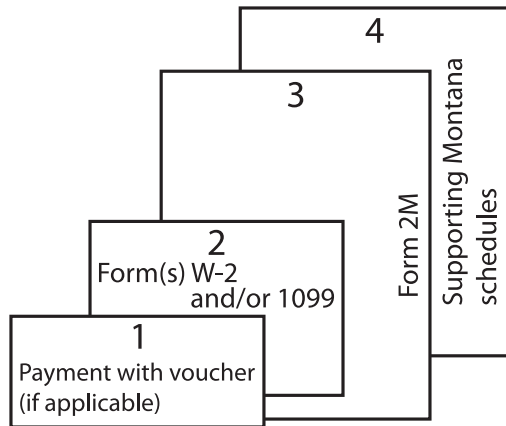 4
Supporting Montana
schedules
3
Form 2M
2
Form(s) W-2
and/or 1099
1
Payment with voucher
(if applicable)